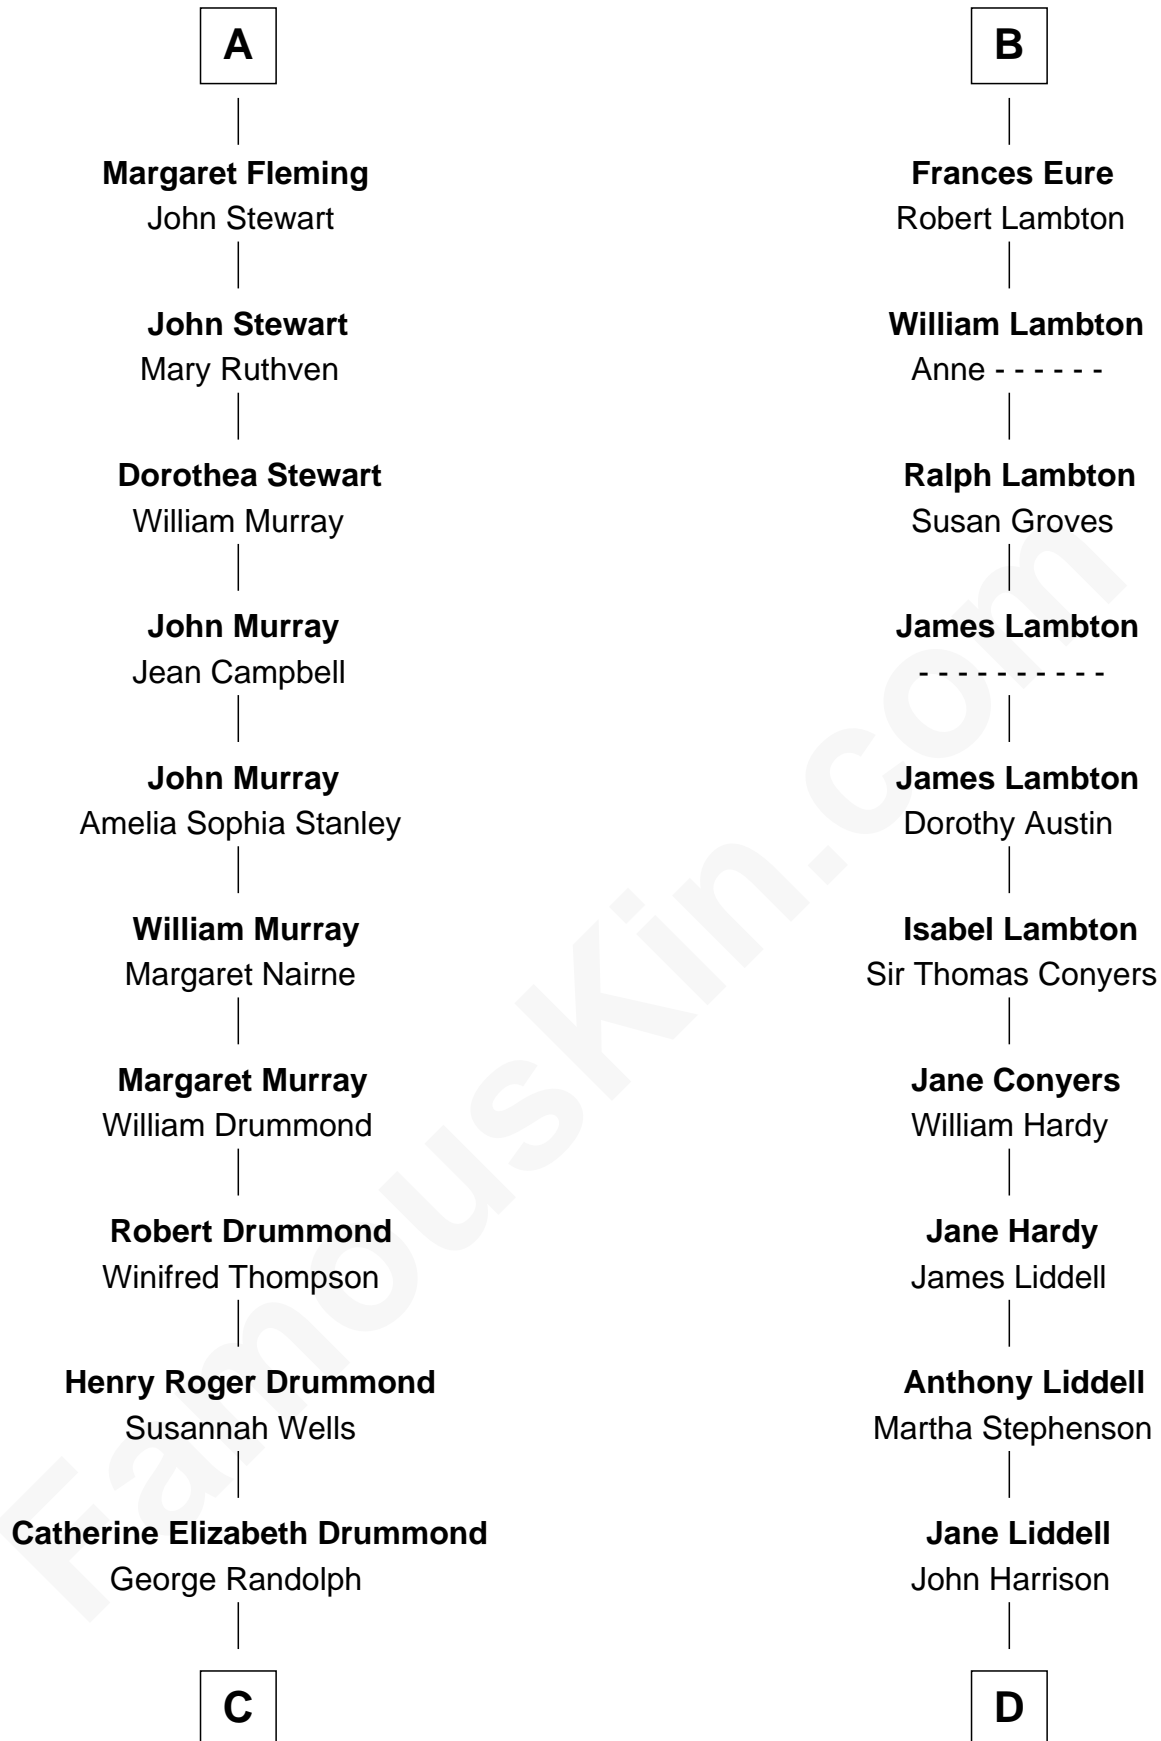 A
Margaret Fleming
John Stewart
John Stewart
Mary Ruthven
Dorothea Stewart
William Murray
John Murray
Jean Campbell
John Murray
Amelia Sophia Stanley
William Murray
Margaret Nairne
Margaret Murray
William Drummond
Robert Drummond
Winifred Thompson
Henry Roger Drummond
Susannah Wells
Catherine Elizabeth Drummond
George Randolph
C
B
Frances Eure
Robert Lambton
William Lambton
Anne - - - - - -
Ralph Lambton
Susan Groves
James Lambton
- - - - - - - - - -
James Lambton
Dorothy Austin
Isabel Lambton
Sir Thomas Conyers
Jane Conyers
William Hardy
Jane Hardy
James Liddell
Anthony Liddell
Martha Stephenson
Jane Liddell
John Harrison
D
FamousKin.com